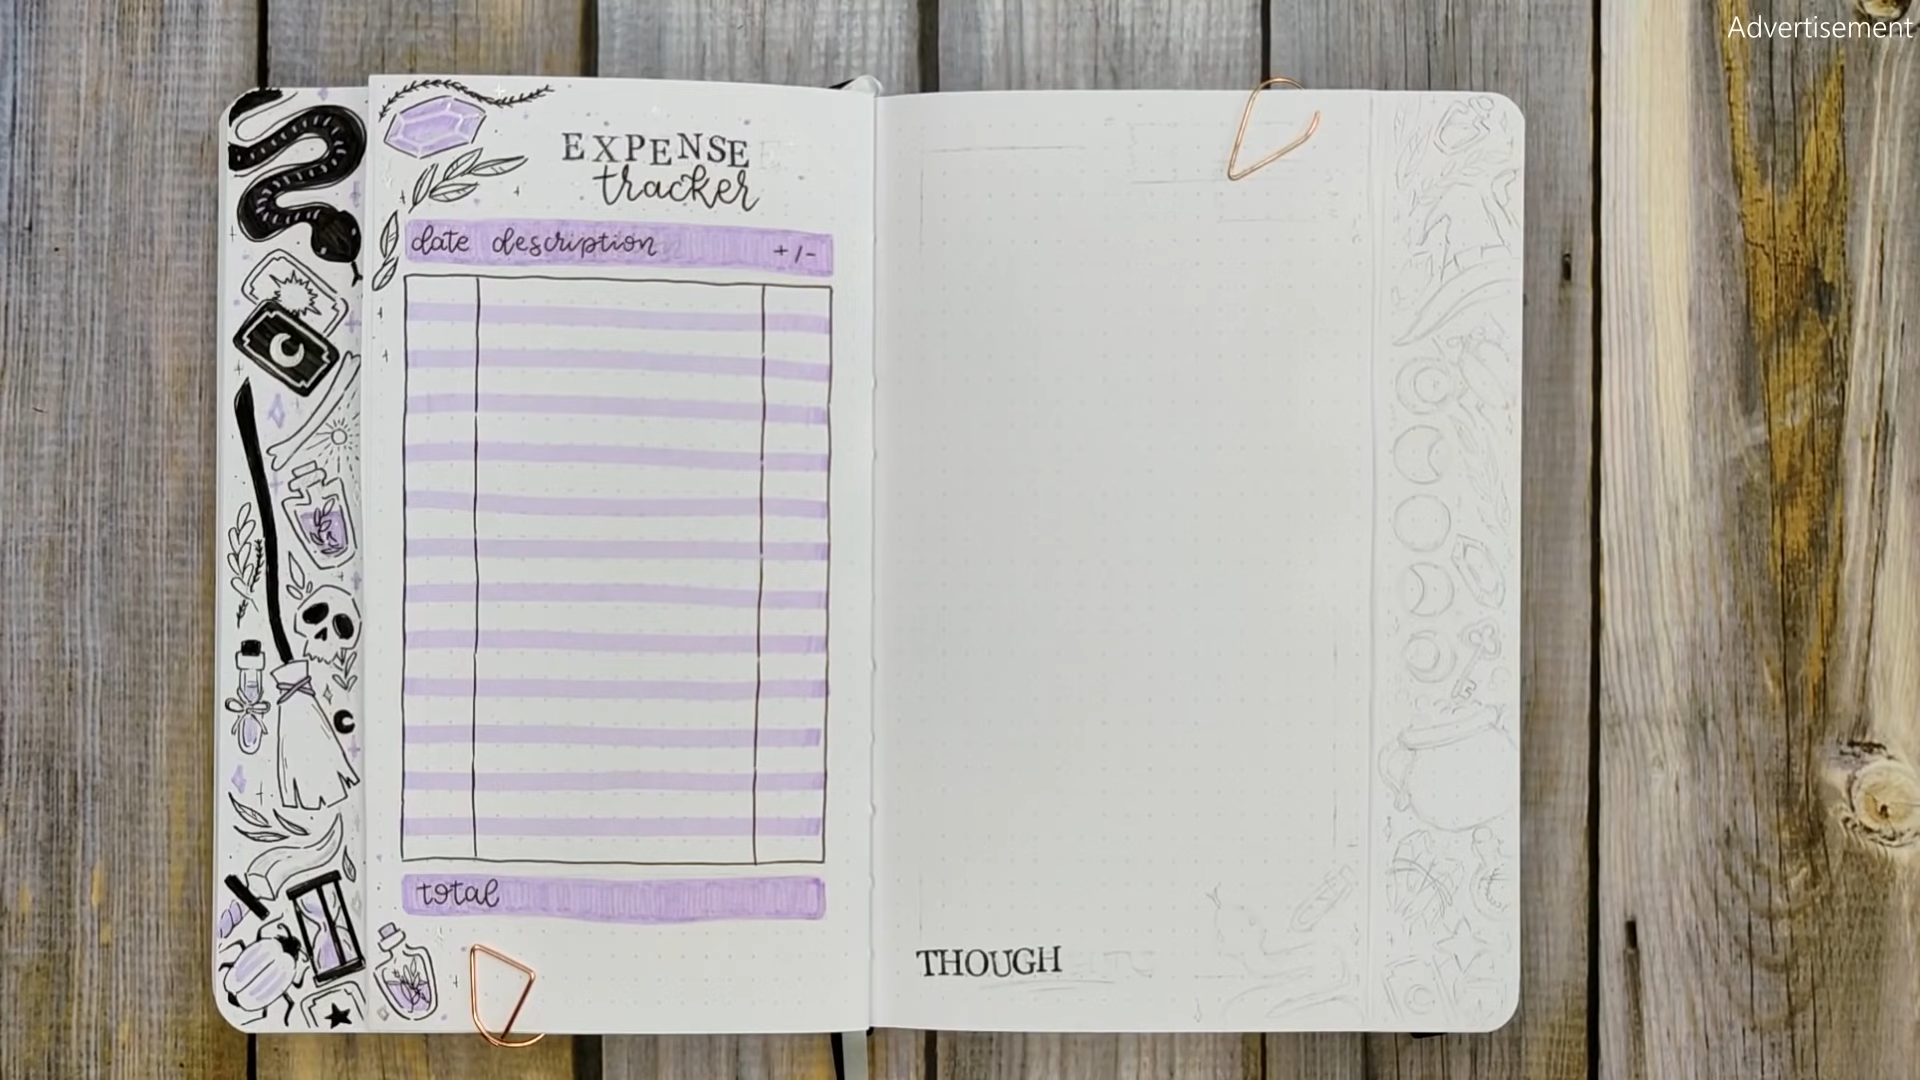 Advertisement
EXPENSE
tracker
date description +/-
total
THOUGH